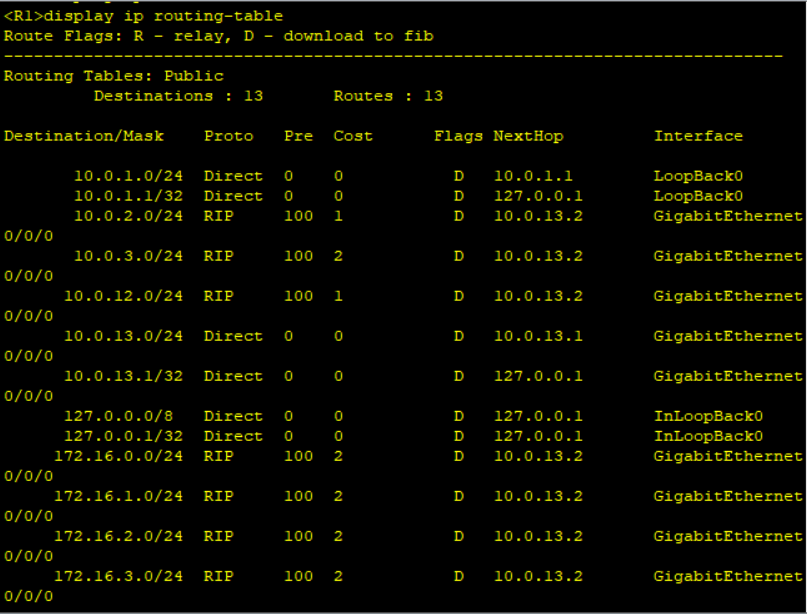 <R1>display ip routing-table
Route Flags: R - relay, D - download to fib
------------------------------------------------------------------------------
Routing Tables: Public
         Destinations : 13       Routes : 13

Destination/Mask    Proto   Pre  Cost      Flags NextHop         Interface

       10.0.1.0/24  Direct  0    0           D   10.0.1.1        LoopBack0
       10.0.1.1/32  Direct  0    0           D   127.0.0.1       LoopBack0
       10.0.2.0/24  RIP     100  1           D   10.0.13.2       GigabitEthernet
0/0/0
       10.0.3.0/24  RIP     100  2           D   10.0.13.2       GigabitEthernet
0/0/0
      10.0.12.0/24  RIP     100  1           D   10.0.13.2       GigabitEthernet
0/0/0
      10.0.13.0/24  Direct  0    0           D   10.0.13.1       GigabitEthernet
0/0/0
      10.0.13.1/32  Direct  0    0           D   127.0.0.1       GigabitEthernet
0/0/0
      127.0.0.0/8   Direct  0    0           D   127.0.0.1       InLoopBack0
      127.0.0.1/32  Direct  0    0           D   127.0.0.1       InLoopBack0
     172.16.0.0/24  RIP     100  2           D   10.0.13.2       GigabitEthernet
0/0/0
     172.16.1.0/24  RIP     100  2           D   10.0.13.2       GigabitEthernet
0/0/0
     172.16.2.0/24  RIP     100  2           D   10.0.13.2       GigabitEthernet
0/0/0
     172.16.3.0/24  RIP     100  2           D   10.0.13.2       GigabitEthernet
0/0/0